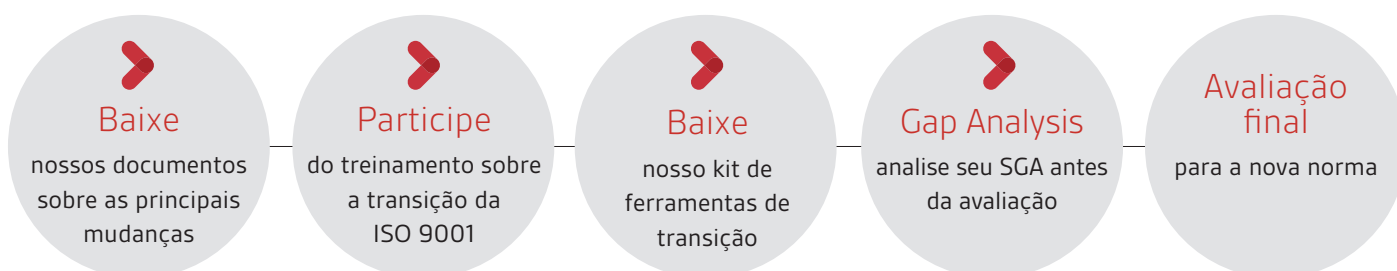 Baixe
nossos documentos
sobre as principais
mudanças
Participe
do treinamento sobre
a transição da
ISO 9001
Baixe
nosso kit de
ferramentas de
transição
Gap Analysis
analise seu SGA antes
da avaliação
Avaliação
final
para a nova norma